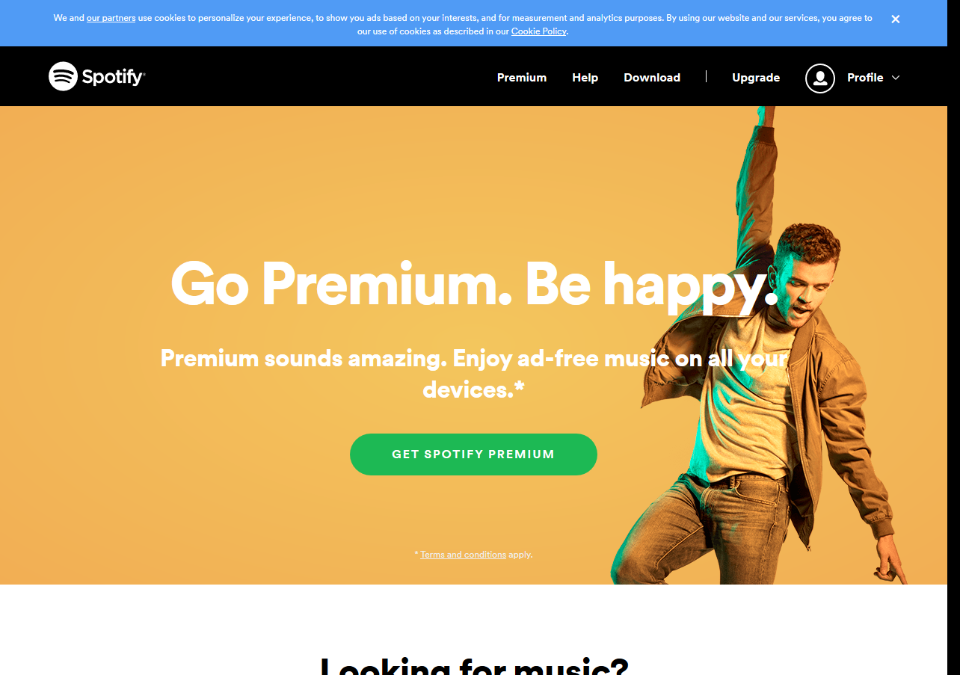 We and our partners use cookies to personalize your experience, to show you ads based on your interests, and for measurement and analytics purposes. By using our website and our services, you agree to
our use of cookies as described in our Cookie Policy.
Spotify
Premium Help Download Upgrade Profile
Go Premium. Be happy.
Premium sounds amazing. Enjoy ad-free music on all your
devices.*
GET SPOTIFY PREMIUM
* Terms and conditions apply.
Looking for music?